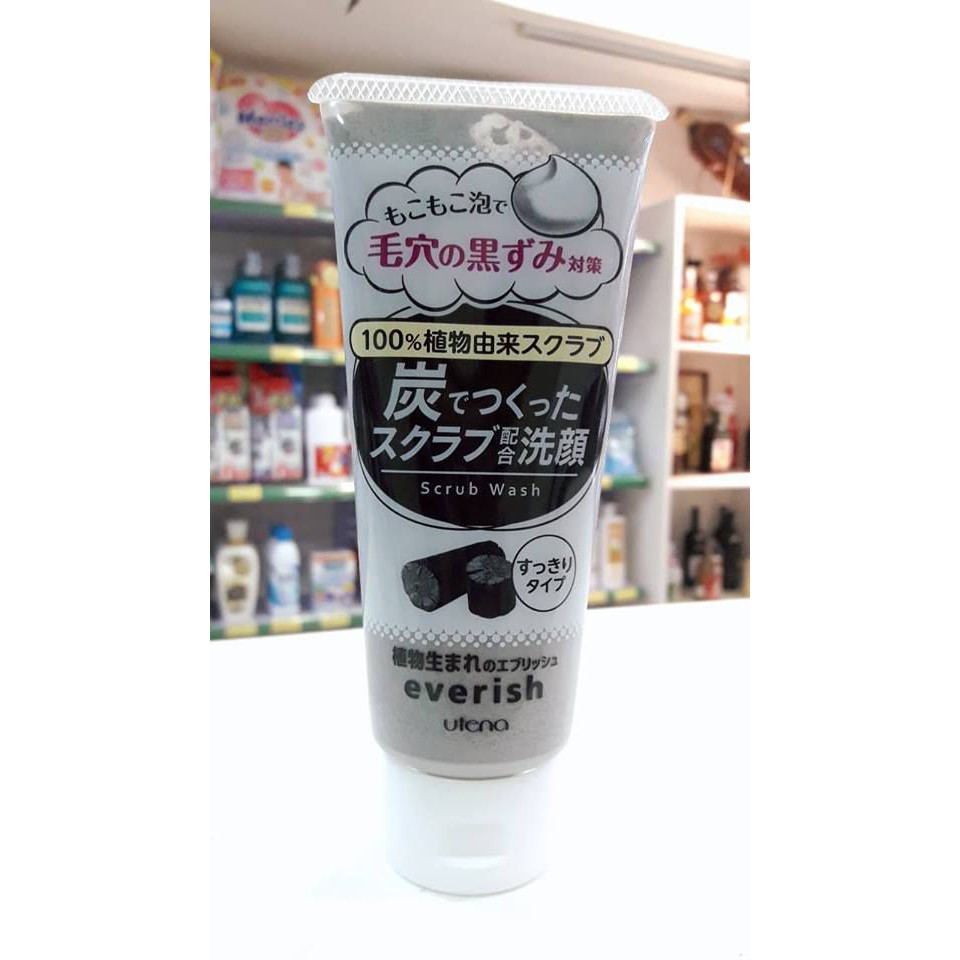 Merries
もこもこ泡で
毛穴の黒ずみ対策
100%植物由来スクラブ
炭でつくった
スクラブ配合洗顔
Scrub Wash
すっきり
タイプ
植物生まれのエブリッシュ
everish
utena